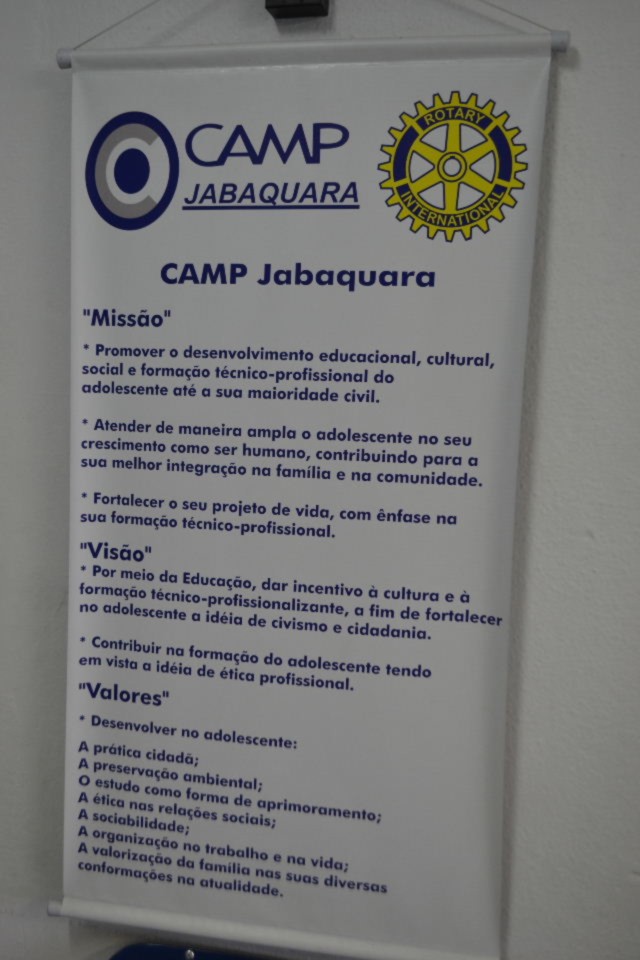 CAMP
JABAQUARA
ROTARY
INTERNATIONAL
CAMP Jabaquara
"Missão"
* Promover o desenvolvimento educacional, cultural,
social e formação técnico-profissional do
adolescente até a sua maioridade civil.
* Atender de maneira ampla o adolescente no seu
crescimento como ser humano, contribuindo para a
sua melhor integração na família e na comunidade.
* Fortalecer o seu projeto de vida, com ênfase na
sua formação técnico-profissional.
"Visão"
* Por meio da Educação, dar incentivo à cultura e à
formação técnico-profissionalizante, a fim de fortalecer
no adolescente a idéia de civismo e cidadania.
* Contribuir na formação do adolescente tendo
em vista a idéia de ética profissional.
"Valores"
* Desenvolver no adolescente:
A prática cidadã;
A preservação ambiental;
O estudo como forma de aprimoramento;
A ética nas relações sociais;
A sociabilidade;
A organização no trabalho e na vida;
A valorização da família nas suas diversas
conformações na atualidade.